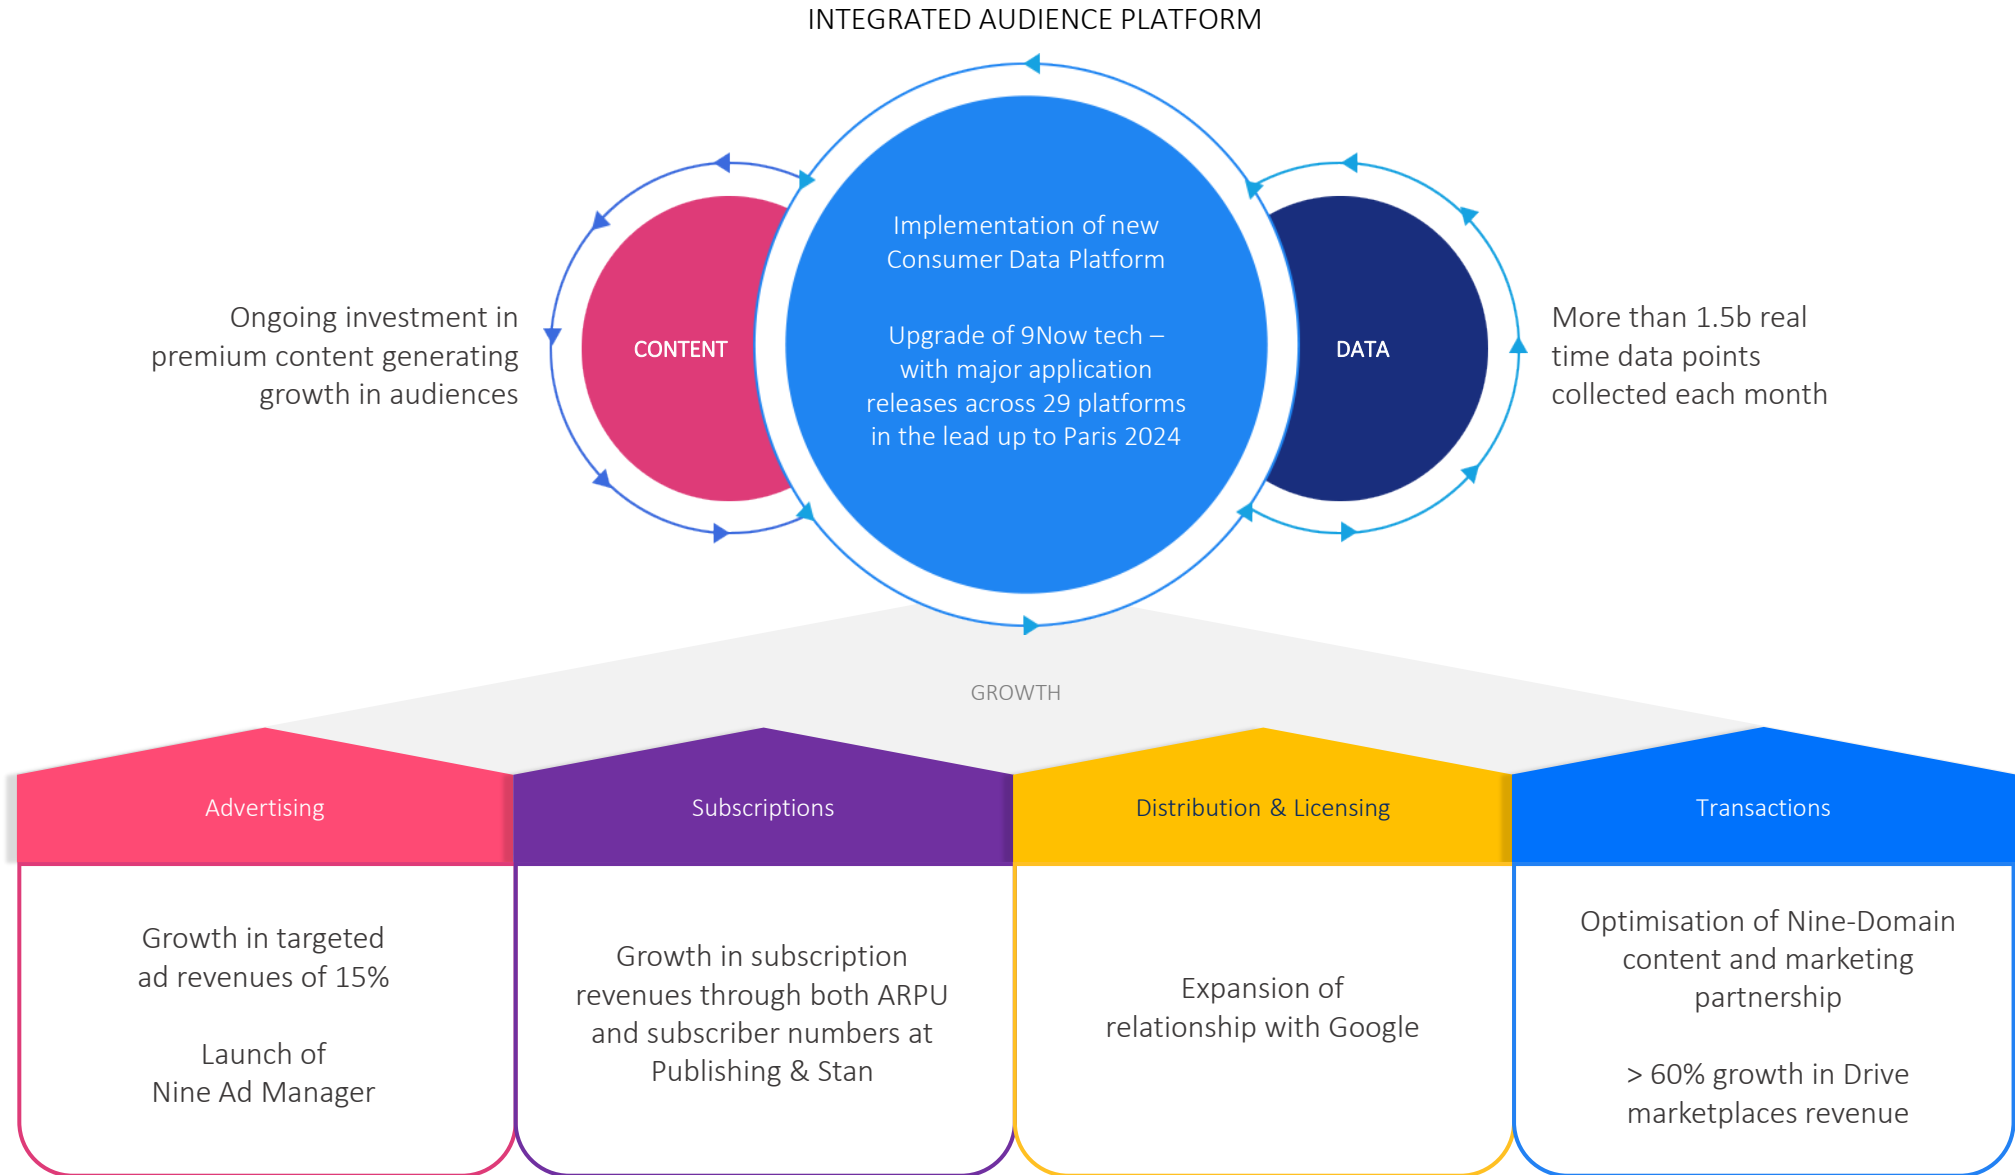 INTEGRATED AUDIENCE PLATFORM
Implementation of new
Consumer Data Platform
Upgrade of 9Now tech –
with major application
releases across 29 platforms
in the lead up to Paris 2024
Ongoing investment in
premium content generating
growth in audiences
CONTENT
DATA
More than 1.5b real
time data points
collected each month
GROWTH
Advertising
Growth in targeted
ad revenues of 15%
Launch of
Nine Ad Manager
Subscriptions
Growth in subscription
revenues through both ARPU
and subscriber numbers at
Publishing & Stan
Distribution & Licensing
Expansion of
relationship with Google
Transactions
Optimisation of Nine-Domain
content and marketing
partnership
> 60% growth in Drive
marketplaces revenue